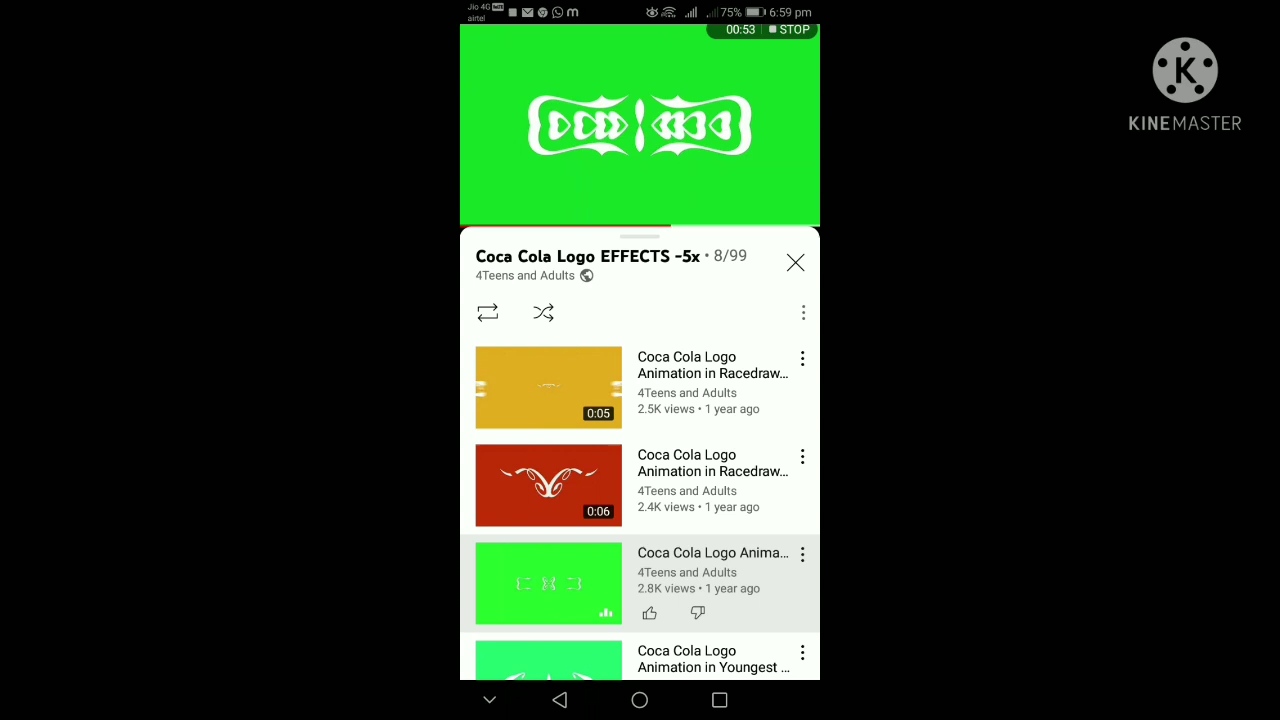 Jio 4G
airtel
75%
6:59 pm
00:53
STOP
K
KINEMASTER
Coca Cola Logo EFFECTS -5x • 8/99
4Teens and Adults
Coca Cola Logo
Animation in Racedraw...
4Teens and Adults
2.5K views • 1 year ago
0:05
Coca Cola Logo
Animation in Racedraw...
4Teens and Adults
2.4K views • 1 year ago
0:06
Coca Cola Logo Anima...
4Teens and Adults
2.8K views • 1 year ago
Coca Cola Logo
Animation in Youngest ...